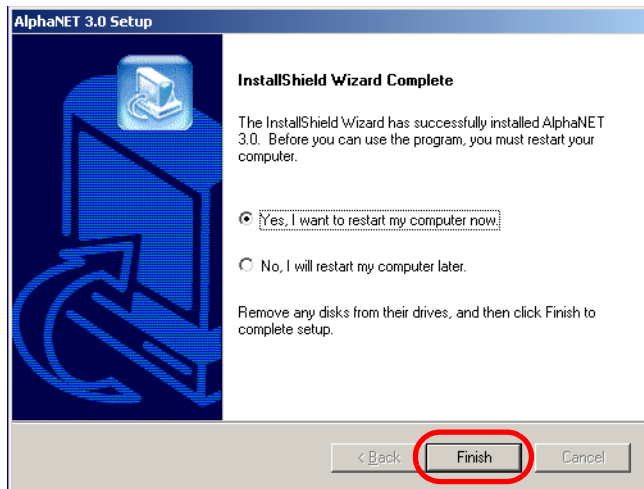 AlphaNET 3.0 Setup
InstallShield Wizard Complete
The InstallShield Wizard has successfully installed AlphaNET
3.0. Before you can use the program, you must restart your
computer.
Yes, I want to restart my computer now.
No, I will restart my computer later.
Remove any disks from their drives, and then click Finish to
complete setup.
< Back Finish Cancel